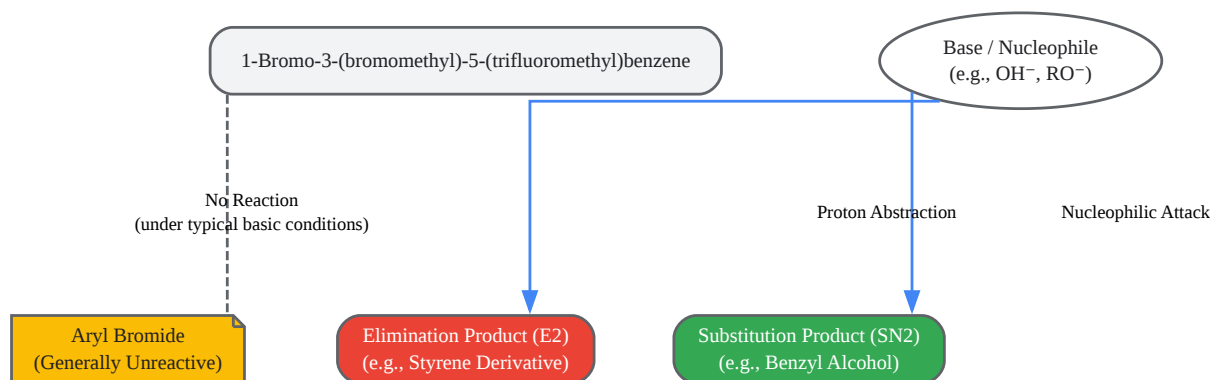 1-Bromo-3-(bromomethyl)-5-(trifluoromethyl)benzene
Base / Nucleophile
(e.g., OH⁻, RO⁻)
No Reaction
(under typical basic conditions)
Proton Abstraction
Nucleophilic Attack
Aryl Bromide
(Generally Unreactive)
Elimination Product (E2)
(e.g., Styrene Derivative)
Substitution Product (SN2)
(e.g., Benzyl Alcohol)